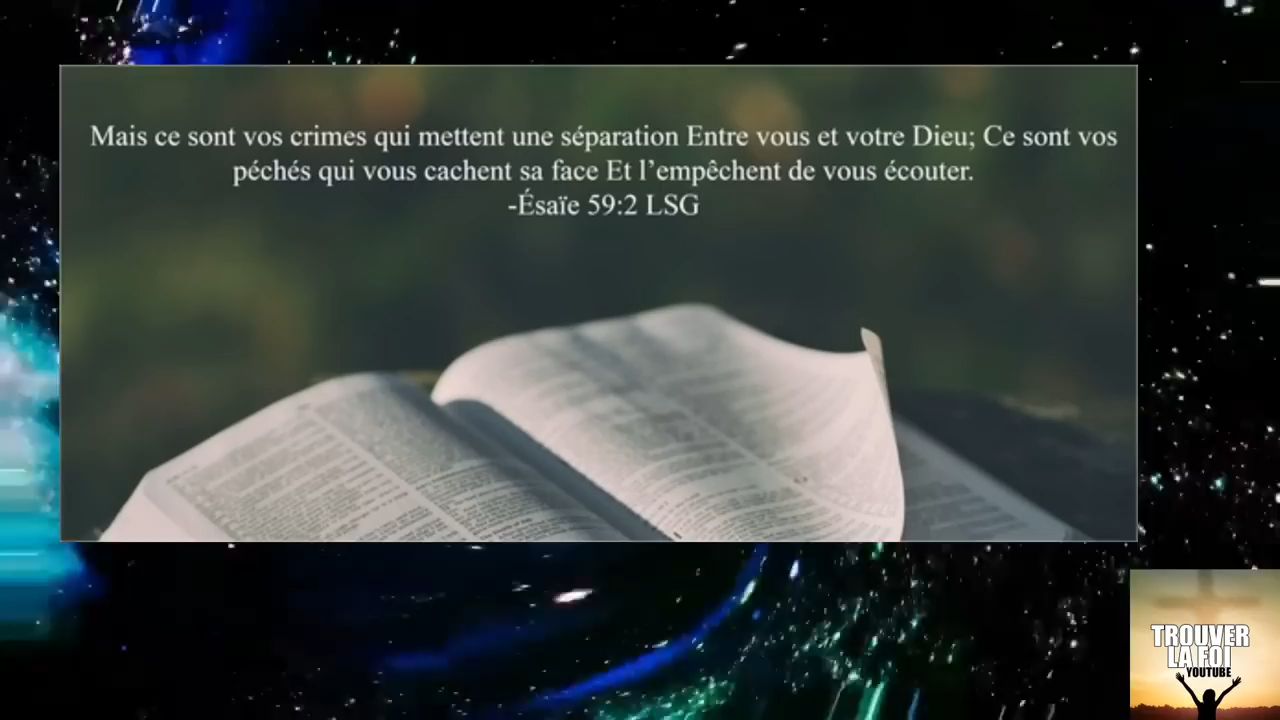 Mais ce sont vos crimes qui mettent une séparation Entre vous et votre Dieu; Ce sont vos
péchés qui vous cachent sa face Et l’empêchent de vous écouter.
-Ésaïe 59:2 LSG
TROUVER
LA FOI
YOUTUBE